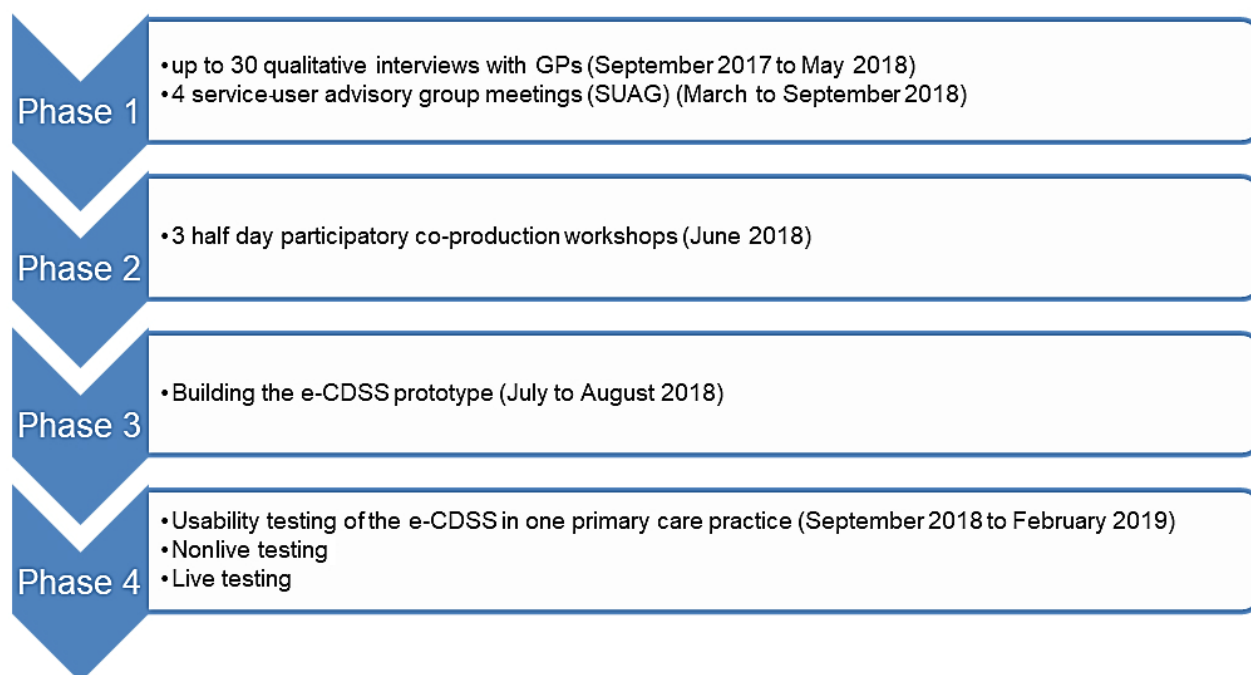 Phase 1
•up to 30 qualitative interviews with GPs (September 2017 to May 2018)
•4 service-user advisory group meetings (SUAG) (March to September 2018)
Phase 2
•3 half day participatory co-production workshops (June 2018)
Phase 3
•Building the e-CDSS prototype (July to August 2018)
Phase 4
•Usability testing of the e-CDSS in one primary care practice (September 2018 to February 2019)
•Nonlive testing
•Live testing